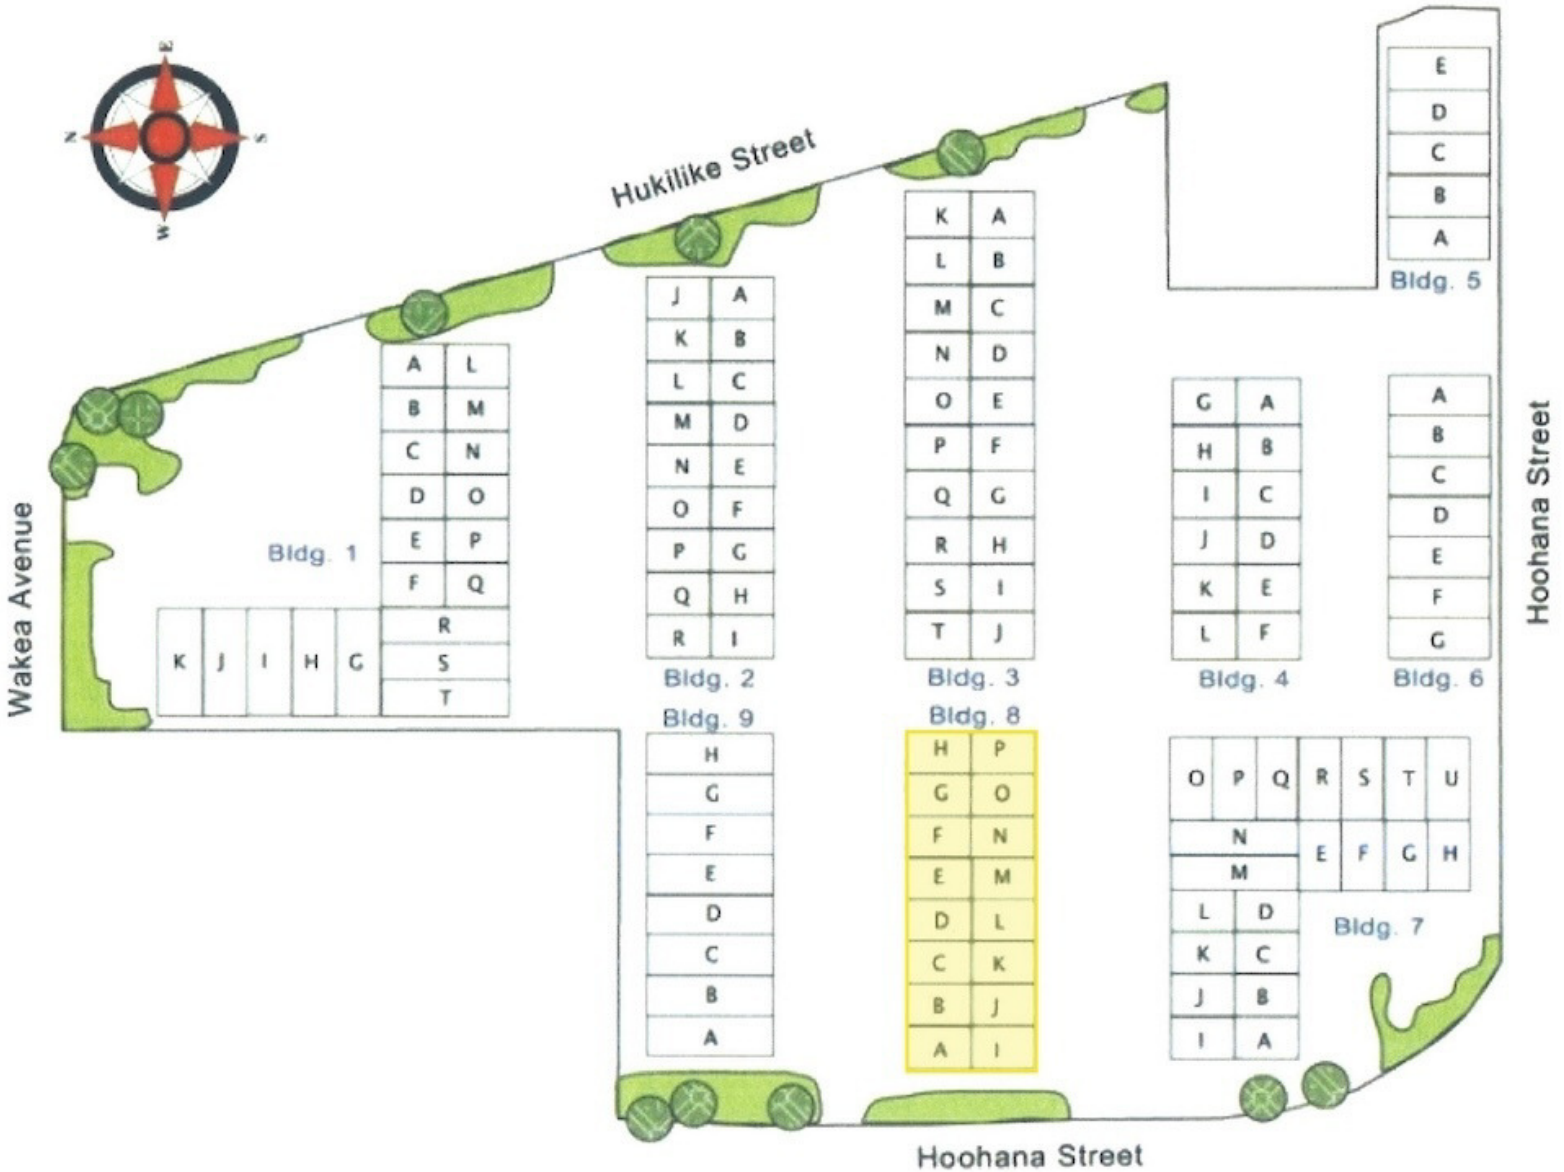 E
N
S
W
Hukilike Street
Wakea Avenue
Hoohana Street
Hoohana Street
Bldg. 1
A L
B M
C N
D O
E P
F Q
R
S
T
K J I H G
J A
K B
L C
M D
N E
O F
P G
Q H
R I
Bldg. 2
K A
L B
M C
N D
O E
P F
Q G
R H
S I
T J
Bldg. 3
G A
H B
I C
J D
K E
L F
Bldg. 4
E
D
C
B
A
Bldg. 5
A
B
C
D
E
F
G
Bldg. 6
O P Q R S T U
N
M
E F G H
L D
K C
J B
I A
Bldg. 7
Bldg. 8
H P
G O
F N
E M
D L
C K
B J
A I
Bldg. 9
H
G
F
E
D
C
B
A